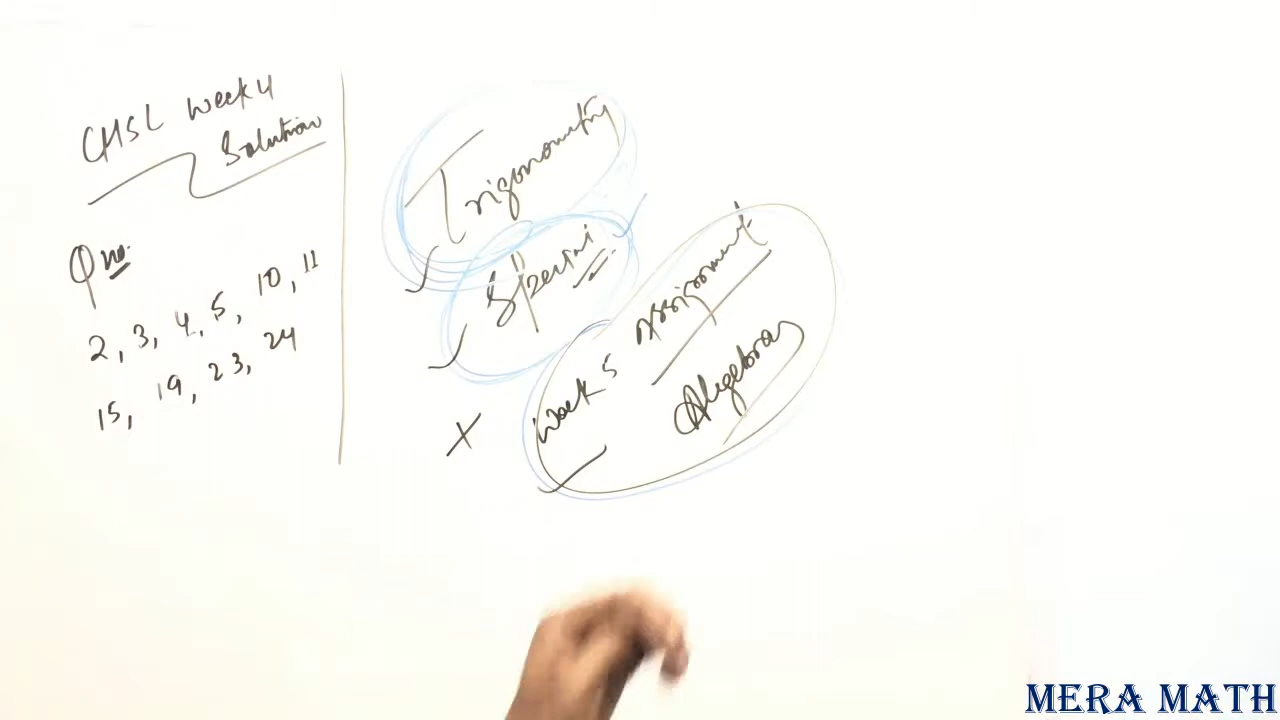 CHSL Week 4
Solution
Q no.
2, 3, 4, 5, 10, 11
15, 19, 23, 24
Trigonometry
Special
+ Week 5 Assignment
Algebra
MERA MATH